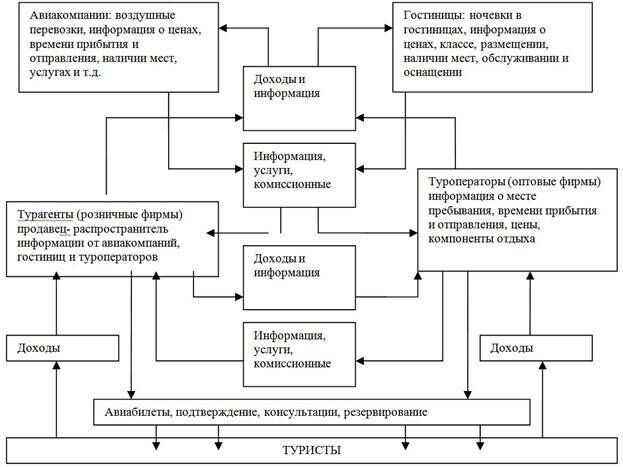 Авиакомпании: воздушные
перевозки, информация о ценах,
времени прибытия и
отправления, наличии мест,
услугах и т.д.
Гостиницы: ночевки в
гостиницах, информация о
ценах, классе, размещении,
наличии мест, обслуживании и
оснащении
Доходы и
информация
Информация,
услуги,
комиссионные
Турагенты (розничные фирмы)
продавец- распространитель
информации от авиакомпаний,
гостиниц и туроператоров
Туроператоры (оптовые фирмы)
информация о месте
пребывания, времени прибытия
и отправления, цены,
компоненты отдыха
Доходы и
информация
Информация,
услуги,
комиссионные
Доходы
Доходы
Авиабилеты, подтверждение, консультации, резервирование
ТУРИСТЫ